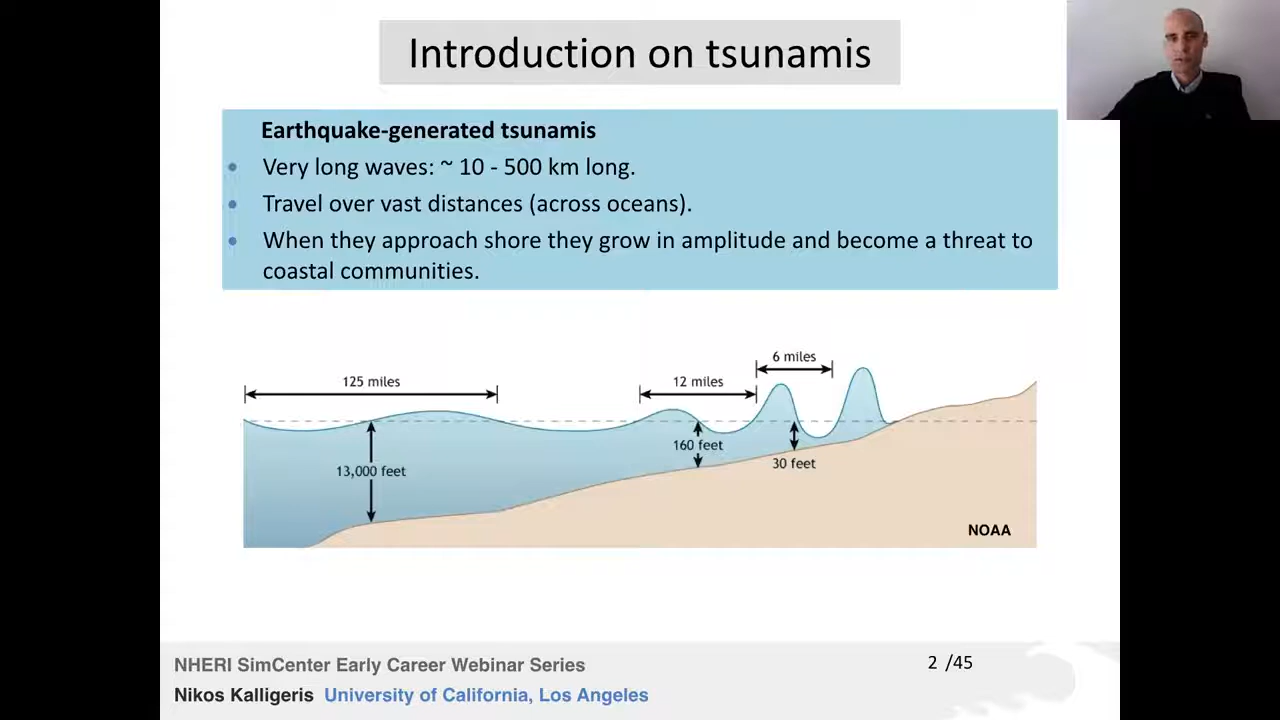 Introduction on tsunamis
Earthquake-generated tsunamis
• Very long waves: ~ 10 - 500 km long.
• Travel over vast distances (across oceans).
• When they approach shore they grow in amplitude and become a threat to
coastal communities.
6 miles
125 miles
12 miles
160 feet
30 feet
13,000 feet
NOAA
NHERI SimCenter Early Career Webinar Series
2 /45
Nikos Kalligeris University of California, Los Angeles